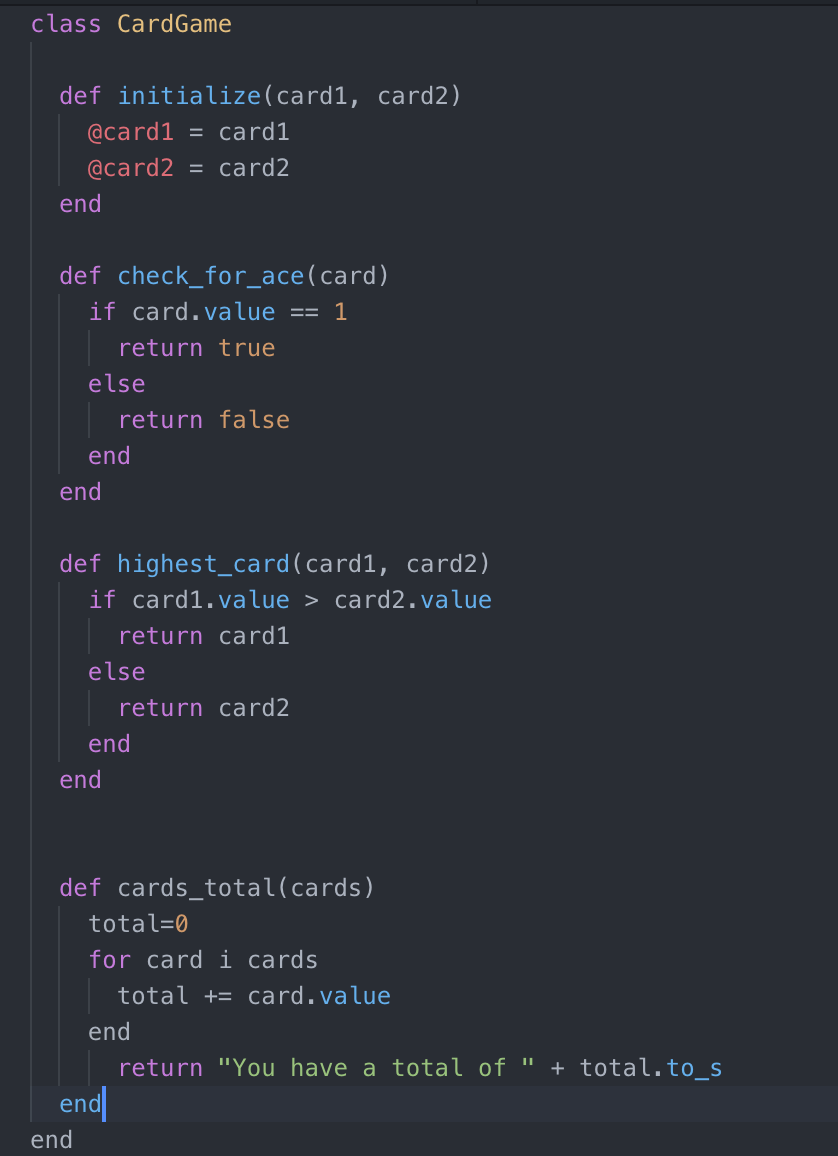 class CardGame
def initialize(card1, card2)
@card1 = card1
@card2 = card2
end
def check_for_ace(card)
if card.value == 1
return true
else
return false
end
end
def highest_card(card1, card2)
if card1.value > card2.value
return card1
else
return card2
end
end
def cards_total(cards)
total=0
for card i cards
total += card.value
end
return "You have a total of " + total.to_s
end
end